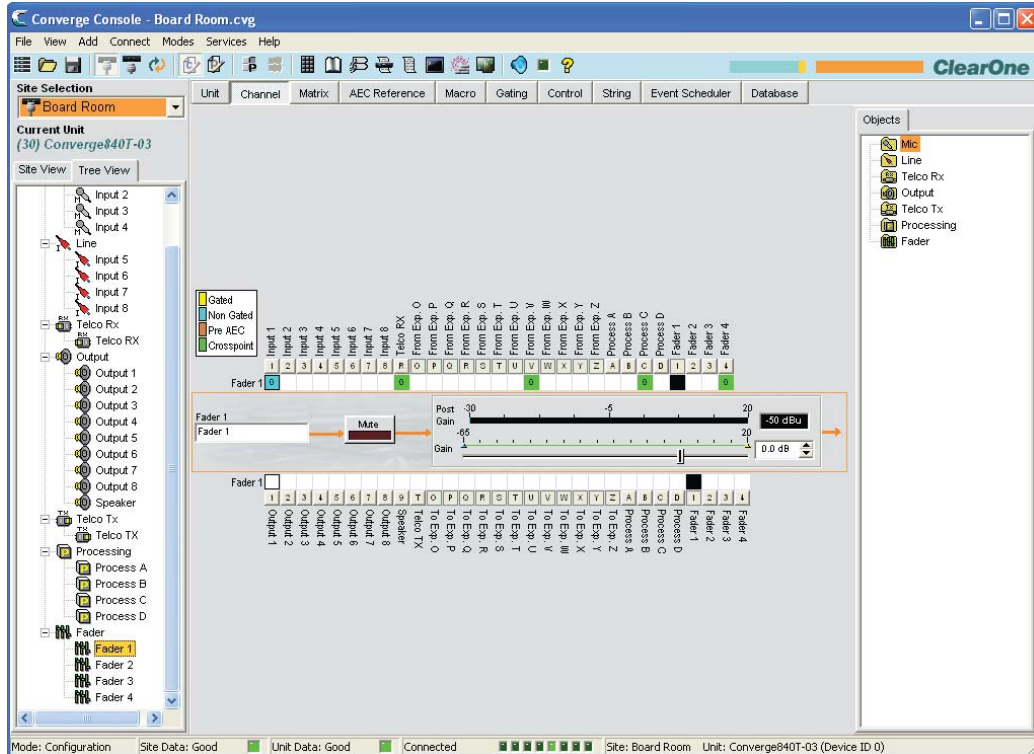 Converge Console - Board Room.cvg
File View Add Connect Modes Services Help
ClearOne
Site Selection
Board Room
Current Unit
(30) Converge840T-03
Site View Tree View
Input 2
Input 3
Input 4
Line
Input 5
Input 6
Input 7
Input 8
Telco Rx
Telco RX
Output
Output 1
Output 2
Output 3
Output 4
Output 5
Output 6
Output 7
Output 8
Speaker
Telco Tx
Telco TX
Processing
Process A
Process B
Process C
Process D
Fader
Fader 1
Fader 2
Fader 3
Fader 4
Unit Channel Matrix AEC Reference Macro Gating Control String Event Scheduler Database
Gated
Non Gated
Pre AEC
Crosspoint
Input 1
Input 2
Input 3
Input 4
Input 5
Input 6
Input 7
Input 8
Telco RX
From Exp. O
From Exp. P
From Exp. Q
From Exp. R
From Exp. S
From Exp. T
From Exp. U
From Exp. V
From Exp. W
From Exp. X
From Exp. Y
From Exp. Z
Process A
Process B
Process C
Process D
Fader 1
Fader 2
Fader 3
Fader 4
1 2 3 4 5 6 7 8 R O P Q R S T U V W X Y Z A B C D 1 2 3 4
Fader 1 0 0 0 0 0
Fader 1
Fader 1
Mute
Post Gain -30 -5 20 -50 dBu
-65 20
Gain 0.0 dB
Fader 1
1 2 3 4 5 6 7 8 9 T O P Q R S T U V W X Y Z A B C D 1 2 3 4
Output 1
Output 2
Output 3
Output 4
Output 5
Output 6
Output 7
Output 8
Speaker
Telco TX
To Exp. O
To Exp. P
To Exp. Q
To Exp. R
To Exp. S
To Exp. T
To Exp. U
To Exp. V
To Exp. W
To Exp. X
To Exp. Y
To Exp. Z
Process A
Process B
Process C
Process D
Fader 1
Fader 2
Fader 3
Fader 4
Objects
Mic
Line
Telco Rx
Output
Telco Tx
Processing
Fader
Mode: Configuration Site Data: Good Unit Data: Good Connected Site: Board Room Unit: Converge840T-03 (Device ID 0)